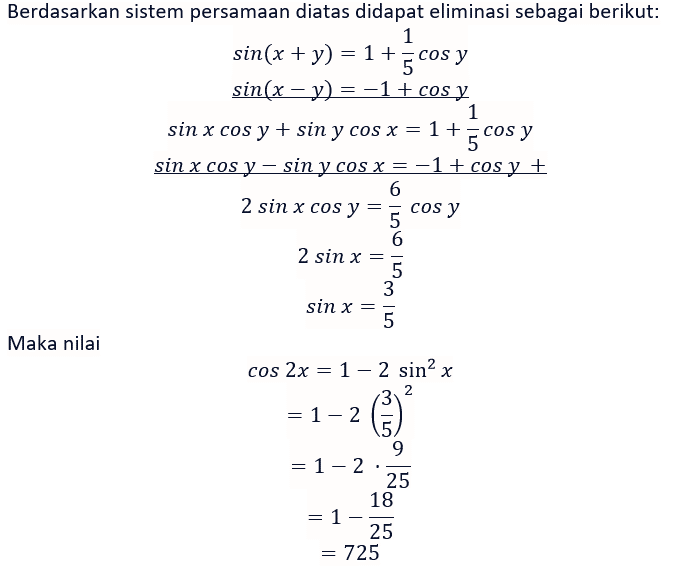 Berdasarkan sistem persamaan diatas didapat eliminasi sebagai berikut:
sin(x + y) = 1 + 1/5 cos y
sin(x − y) = −1 + cos y
sin x cos y + sin y cos x = 1 + 1/5 cos y
sin x cos y − sin y cos x = −1 + cos y +
2 sin x cos y = 6/5 cos y
2 sin x = 6/5
sin x = 3/5
Maka nilai
cos 2x = 1 − 2 sin² x
= 1 − 2 (3/5)²
= 1 − 2 · 9/25
= 1 − 18/25
= 725